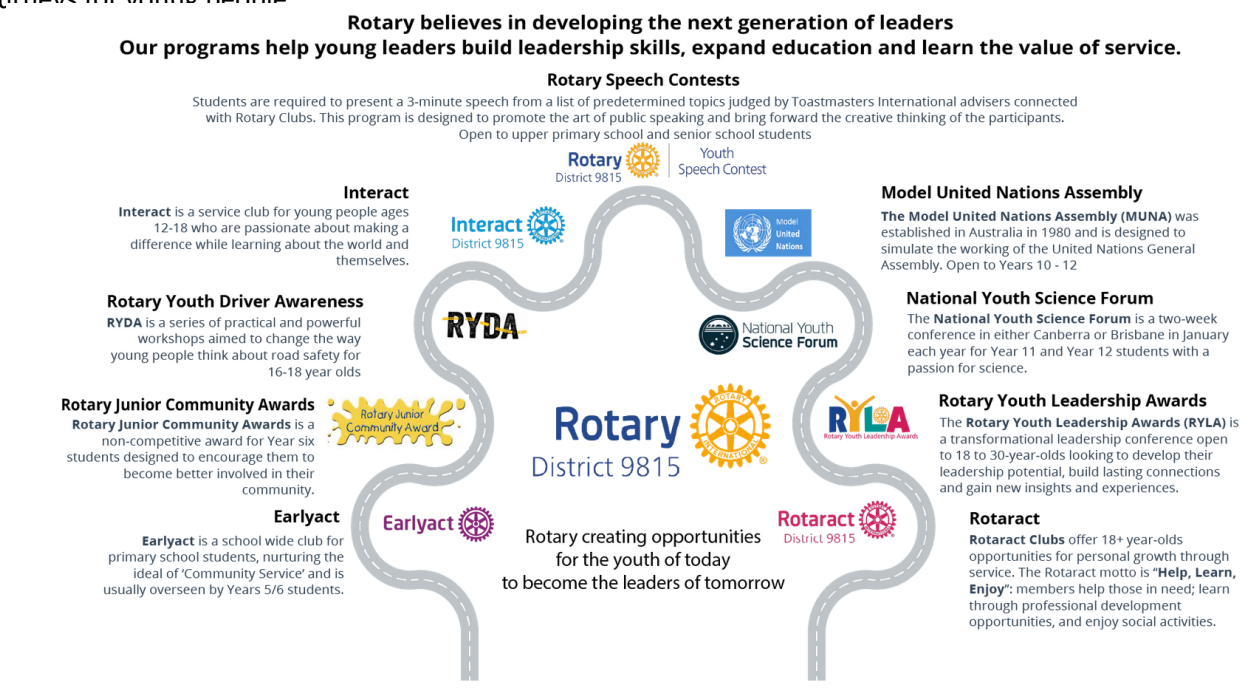 Rotary believes in developing the next generation of leaders
Our programs help young leaders build leadership skills, expand education and learn the value of service.
Rotary Speech Contests
Students are required to present a 3-minute speech from a list of predetermined topics judged by Toastmasters International advisers connected
with Rotary Clubs. This program is designed to promote the art of public speaking and bring forward the creative thinking of the participants.
Open to upper primary school and senior school students
Rotary
District 9815
Youth
Speech Contest
Interact
Interact is a service club for young people ages
12-18 who are passionate about making a
difference while learning about the world and
themselves.
Interact
District 9815
Model
United
Nations
Model United Nations Assembly
The Model United Nations Assembly (MUNA) was
established in Australia in 1980 and is designed to
simulate the working of the United Nations General
Assembly. Open to Years 10 - 12
Rotary Youth Driver Awareness
RYDA is a series of practical and powerful
workshops aimed to change the way
young people think about road safety for
16-18 year olds
RYDA
National Youth
Science Forum
National Youth Science Forum
The National Youth Science Forum is a two-week
conference in either Canberra or Brisbane in January
each year for Year 11 and Year 12 students with a
passion for science.
Rotary Junior Community Awards
Rotary Junior Community Awards is a
non-competitive award for Year six
students designed to encourage them to
become better involved in their
community.
Rotary Junior
Community Award
Rotary
District 9815
ROTARY
INTERNATIONAL
RYLA
Rotary Youth Leadership Awards
Rotary Youth Leadership Awards
The Rotary Youth Leadership Awards (RYLA) is
a transformational leadership conference open
to 18 to 30-year-olds looking to develop their
leadership potential, build lasting connections
and gain new insights and experiences.
Earlyact
Earlyact is a school wide club for
primary school students, nurturing the
ideal of ‘Community Service’ and is
usually overseen by Years 5/6 students.
Earlyact
Rotary creating opportunities
for the youth of today
to become the leaders of tomorrow
Rotaract
District 9815
Rotaract
Rotaract Clubs offer 18+ year-olds
opportunities for personal growth through
service. The Rotaract motto is “Help, Learn,
Enjoy”: members help those in need; learn
through professional development
opportunities, and enjoy social activities.